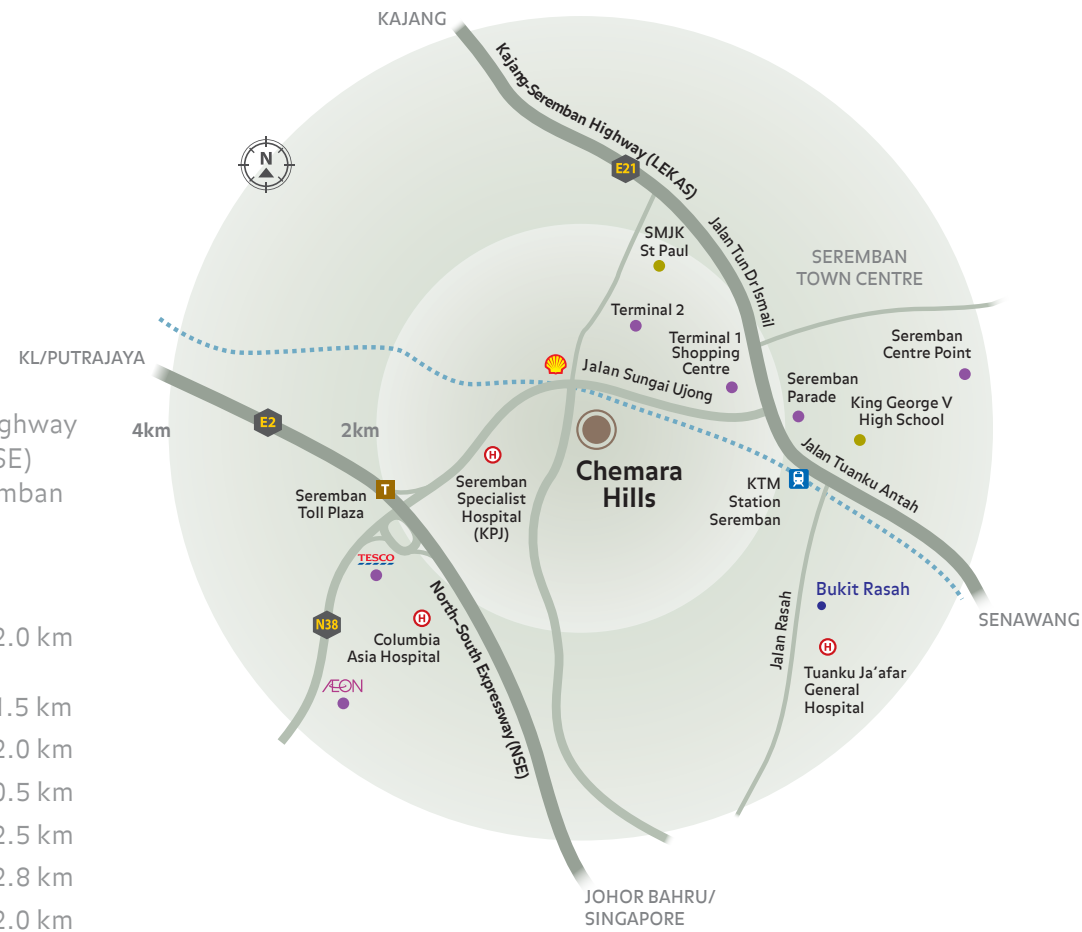 KAJANG
Kajang-Seremban Highway (LEKAS)
N
E21
SMJK
St Paul
Jalan Tun Dr Ismail
SEREMBAN
TOWN CENTRE
Terminal 2
Terminal 1
Shopping
Centre
Seremban
Centre Point
KL/PUTRAJAYA
Jalan Sungai Ujong
Seremban
Parade
King George V
High School
E2
4km
2km
(NSE)
Chemara
Hills
H
Seremban
Specialist
Hospital
(KPJ)
T
Seremban
Toll Plaza
KTM
Station
Seremban
Jalan Tuanku Antah
TESCO
Bukit Rasah
N38
H
Columbia
Asia Hospital
North–South Expressway (NSE)
Jalan Rasah
SENAWANG
H
Tuanku Ja'afar
General
Hospital
ÆON
JOHOR BAHRU/
SINGAPORE
2.0 km
1.5 km
2.0 km
0.5 km
2.5 km
2.8 km
2.0 km